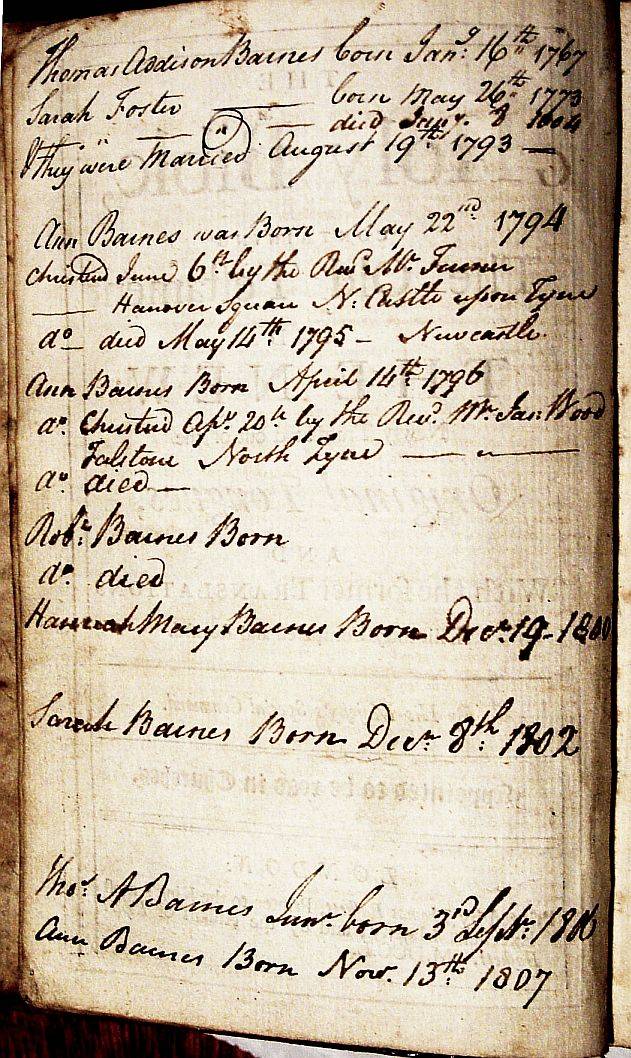 Thomas Addison Baines born Jany 16th 1767
Sarah Foster — born May 26th 1773
— " — died Jany. 8 1804
They were Married August 19th 1793 —
Ann Baines was Born May 22nd 1794
christned June 6th by the Revd Mr. Turner
— Hanover Square N. Castle upon Tyne
do — died May 14th 1795 — Newcastle.
Ann Baines Born April 14th 1796
do. Christned Apl. 20th by the Revd. Mr. Jas. Wood
Falstone North Tyne — " —
do. died —
Robt. Baines Born
do. died
Hannah Mary Baines Born Decr. 19 - 1800
Sarah Baines Born Decr 8th. 1802
Thos. A Baines Junr. born 3rd Septr. 1806
Ann Baines Born Novr. 13th 1807